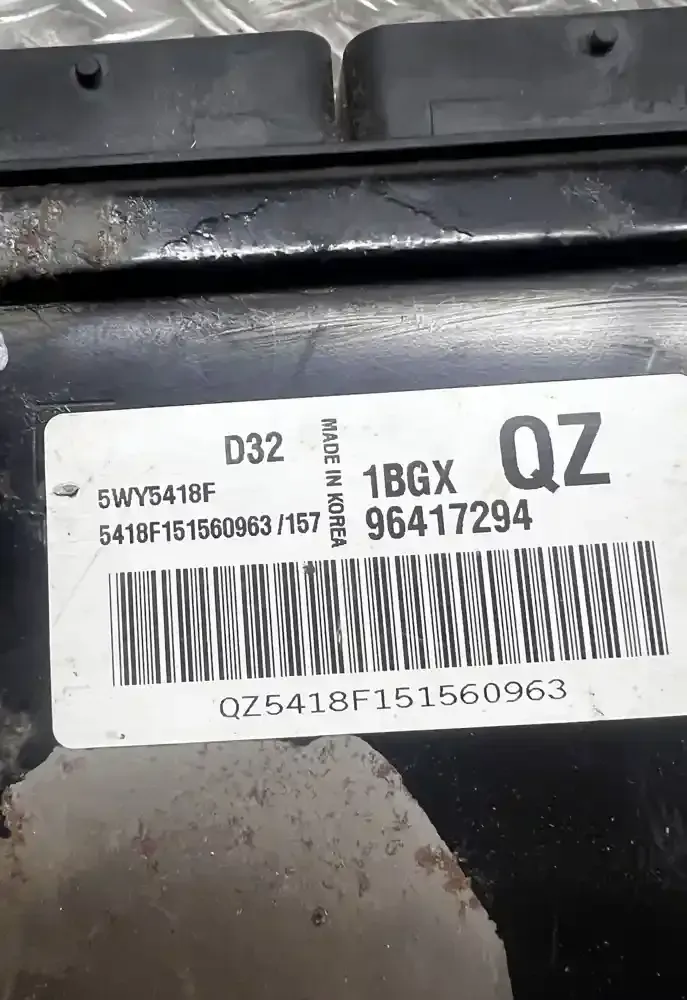 D32
5WY5418F
5418F151560963 /157
MADE IN KOREA
1BGX QZ
96417294
QZ5418F151560963